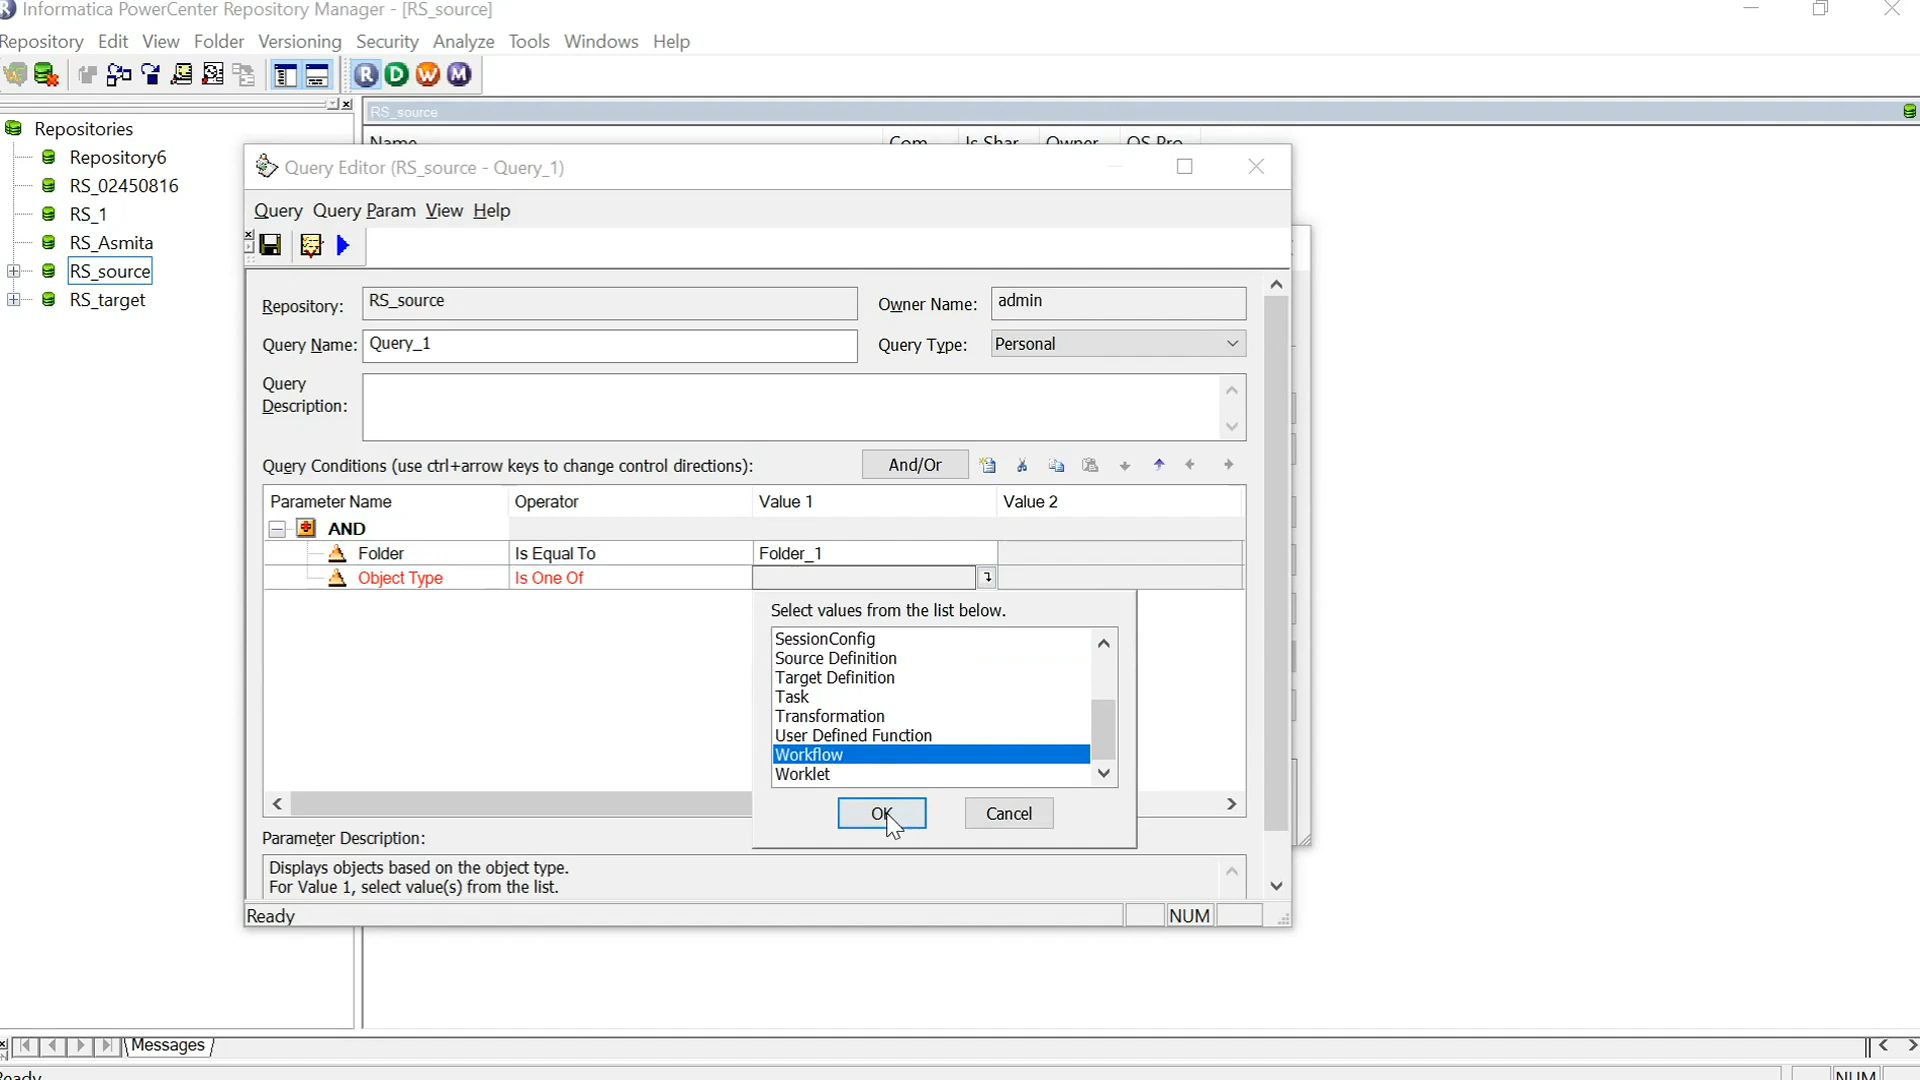 Informatica PowerCenter Repository Manager - [RS_source]
Repository Edit View Folder Versioning Security Analyze Tools Windows Help
R D W M
RS_source
Repositories
Repository6
RS_02450816
RS_1
RS_Asmita
RS_source
RS_target
Name Com... Is Shar... Owner OS Pro...
Query Editor (RS_source - Query_1)
Query Query Param View Help
Repository: RS_source Owner Name: admin
Query Name: Query_1 Query Type: Personal
Query
Description:
Query Conditions (use ctrl+arrow keys to change control directions): And/Or
Parameter Name Operator Value 1 Value 2
AND
Folder Is Equal To Folder_1
Object Type Is One Of
Select values from the list below.
SessionConfig
Source Definition
Target Definition
Task
Transformation
User Defined Function
Workflow
Worklet
OK Cancel
Parameter Description:
Displays objects based on the object type.
For Value 1, select value(s) from the list.
Ready NUM
Messages
Ready NUM